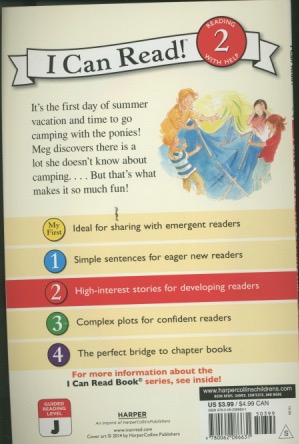 I Can Read!™
READING
2
WITH HELP
It's the first day of summer
vacation and time to go
camping with the ponies!
Meg discovers there is a
lot she doesn't know about
camping. . . . But that's what
makes it so much fun!
My First
Ideal for sharing with emergent readers
1
Simple sentences for eager new readers
2
High-interest stories for developing readers
3
Complex plots for confident readers
4
The perfect bridge to chapter books
For more information about the
I Can Read Book® series, see inside!
GUIDED
READING
LEVEL
J
HARPER
An Imprint of HarperCollins Publishers
www.icanread.com
Cover art © 2014 by HarperCollins Publishers
www.harpercollinschildrens.com
US $3.99 / $4.99 CAN
50399